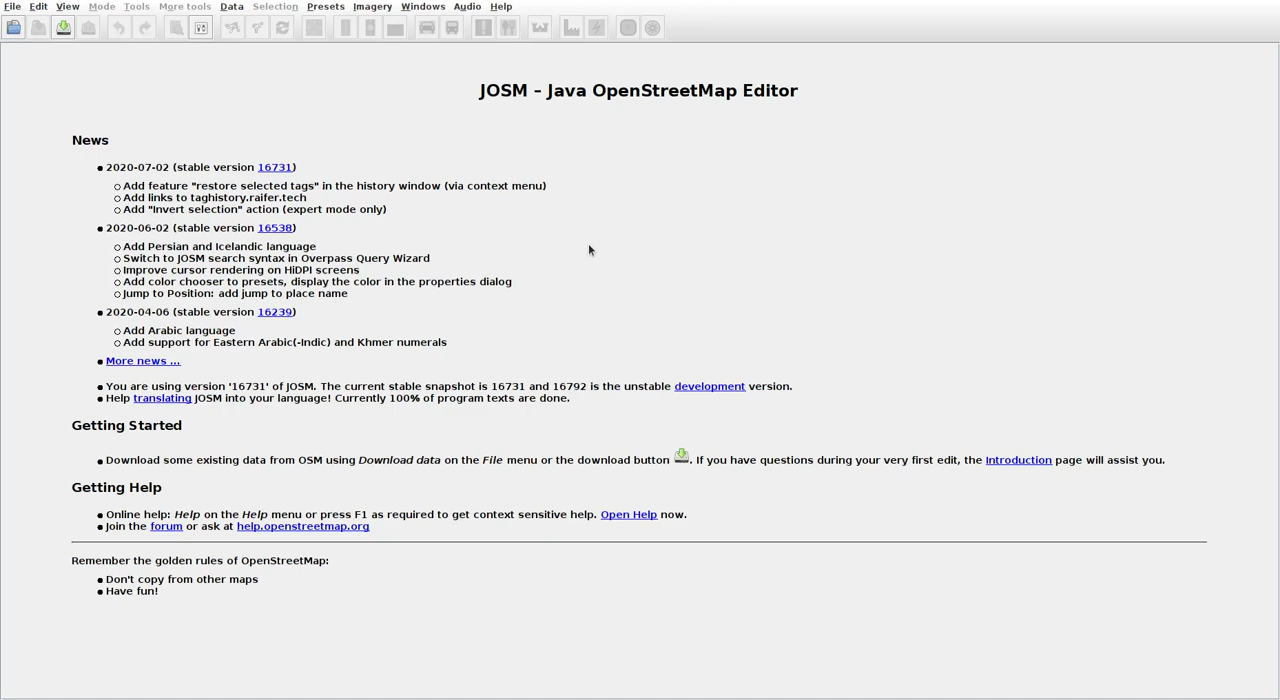 File Edit View Mode Tools More tools Data Selection Presets Imagery Windows Audio Help
JOSM – Java OpenStreetMap Editor
News
2020-07-02 (stable version 16731)
Add feature "restore selected tags" in the history window (via context menu)
Add links to taghistory.raifer.tech
Add "Invert selection" action (expert mode only)
2020-06-02 (stable version 16538)
Add Persian and Icelandic language
Switch to JOSM search syntax in Overpass Query Wizard
Improve cursor rendering on HiDPI screens
Add color chooser to presets, display the color in the properties dialog
Jump to Position: add jump to place name
2020-04-06 (stable version 16239)
Add Arabic language
Add support for Eastern Arabic(-Indic) and Khmer numerals
More news ...
You are using version '16731' of JOSM. The current stable snapshot is 16731 and 16792 is the unstable development version.
Help translating JOSM into your language! Currently 100% of program texts are done.
Getting Started
Download some existing data from OSM using Download data on the File menu or the download button . If you have questions during your very first edit, the Introduction page will assist you.
Getting Help
Online help: Help on the Help menu or press F1 as required to get context sensitive help. Open Help now.
Join the forum or ask at help.openstreetmap.org
Remember the golden rules of OpenStreetMap:
Don't copy from other maps
Have fun!